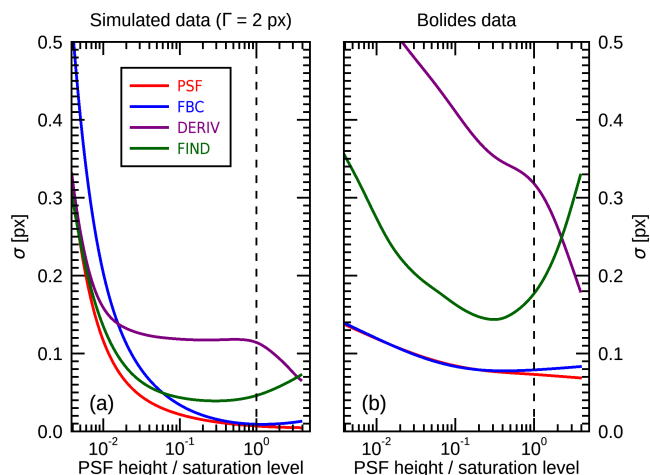 Simulated data (Γ = 2 px)
Bolides data
0.5
0.4
0.3
0.2
0.1
0.0
σ [px]
PSF
FBC
DERIV
FIND
(a)
(b)
0.5
0.4
0.3
0.2
0.1
0.0
σ [px]
10⁻² 10⁻¹ 10⁰
10⁻² 10⁻¹ 10⁰
PSF height / saturation level
PSF height / saturation level